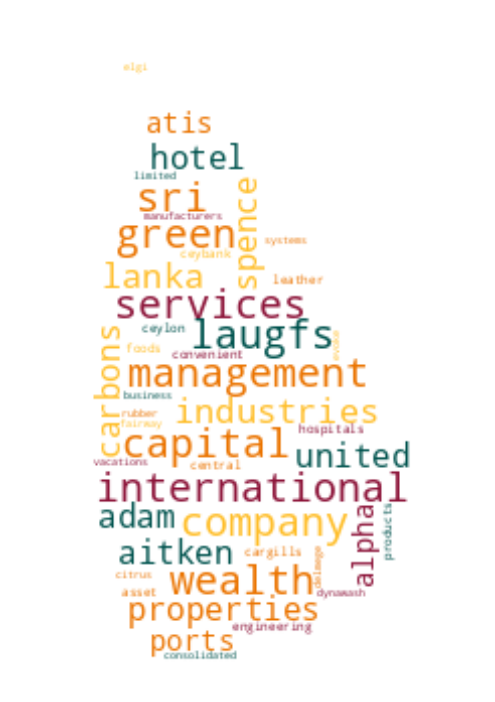 elgi
atis
hotel
limited
sri
spence
manufacturers
green
systems
ceybank
lanka
leather
services
ceylon
laugfs
carbons
foods
convenient
evoke
management
business
industries
rubber
fairway
hospitals
capital
united
vacations
central
international
adam
company
alpha
products
aitken
cargills
delmege
citrus
wealth
asset
dynawash
properties
engineering
ports
consolidated